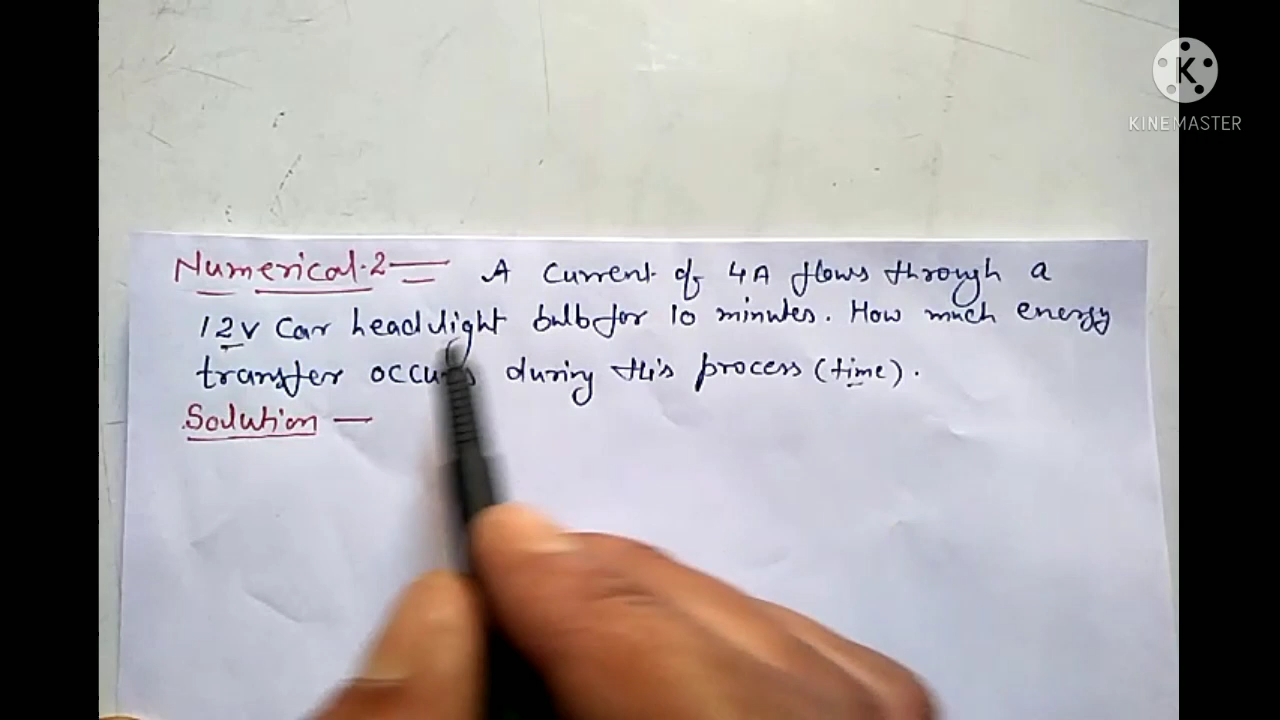 KINEMASTER
Numerical.2 — A current of 4A flows through a
12V Car headlight bulb for 10 minutes. How much energy
transfer occurs during this process (time).
Solution —